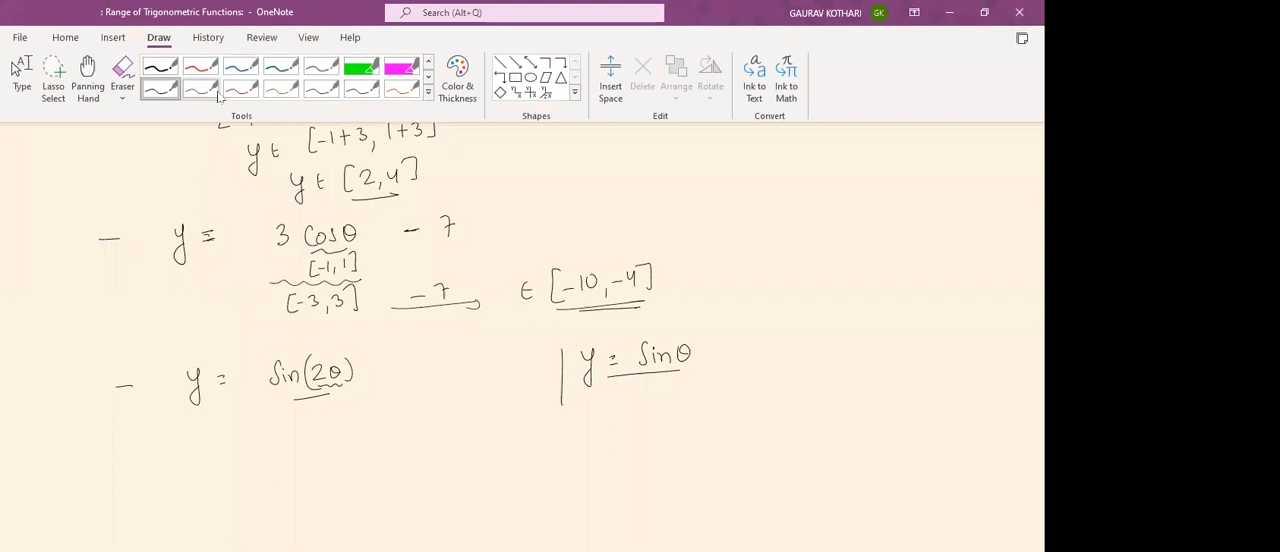 : Range of Trigonometric Functions: - OneNote
Search (Alt+Q)
GAURAV KOTHARI
GK
File Home Insert Draw History Review View Help
Type
Lasso Select
Panning Hand
Eraser
Color & Thickness
Insert Space
Delete
Arrange
Rotate
Ink to Text
Ink to Math
Tools Shapes Edit Convert
y ∈ [-1+3, 1+3]
y ∈ [2,4]
- y = 3 Cosθ - 7
[-1,1]
[-3,3] -7 ∈ [-10,-4]
- y = Sin(2θ) | y = Sinθ